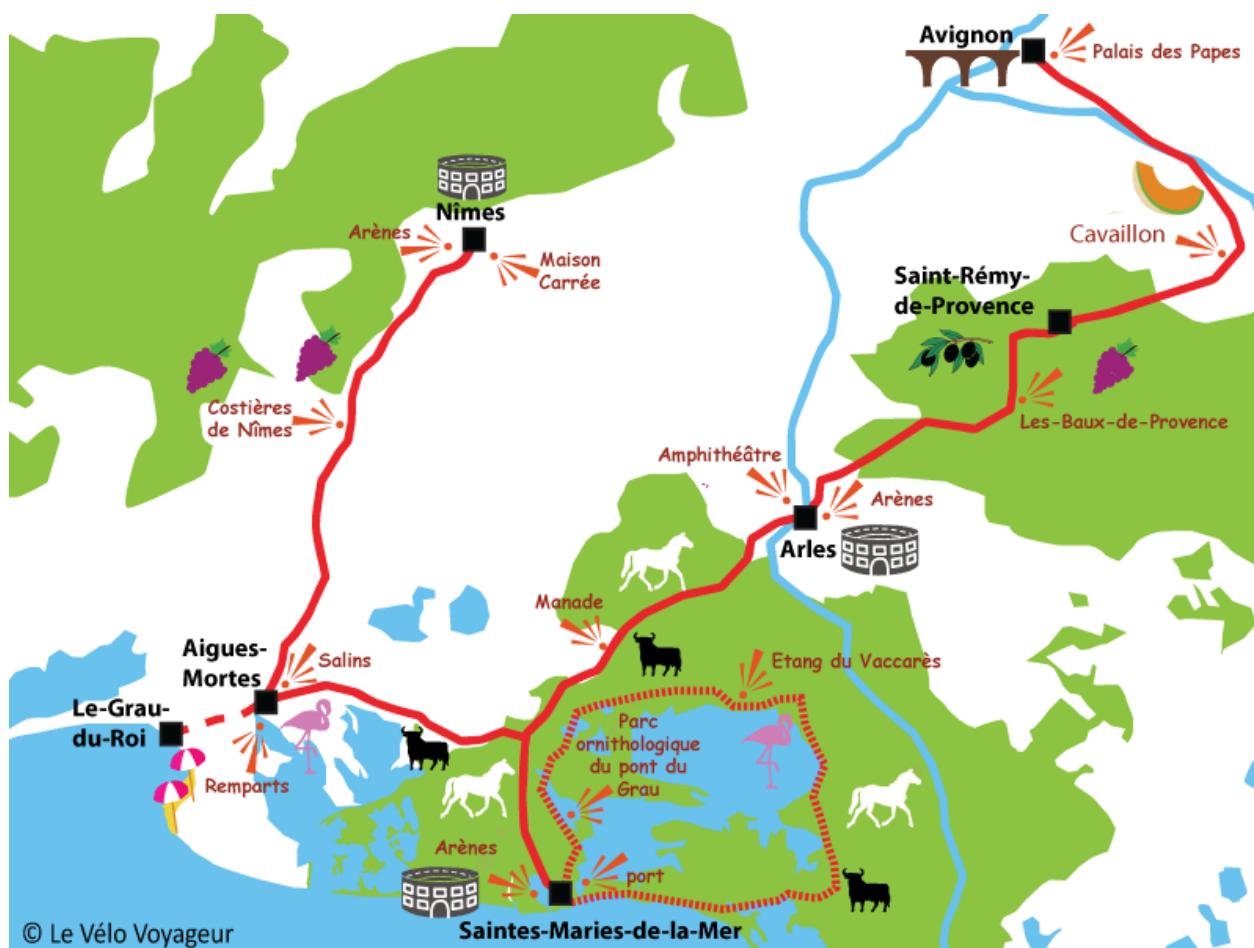 Avignon
Palais des Papes
Nîmes
Arènes
Maison
Carrée
Cavaillon
Saint-Rémy-
de-Provence
Costières
de Nîmes
Les-Baux-de-Provence
Amphithéâtre
Arènes
Arles
Manade
Aigues-
Mortes
Salins
Etang du Vaccarès
Le-Grau-
du-Roi
Parc
ornithologique
du pont du
Grau
Remparts
Arènes
port
Saintes-Maries-de-la-Mer
© Le Vélo Voyageur